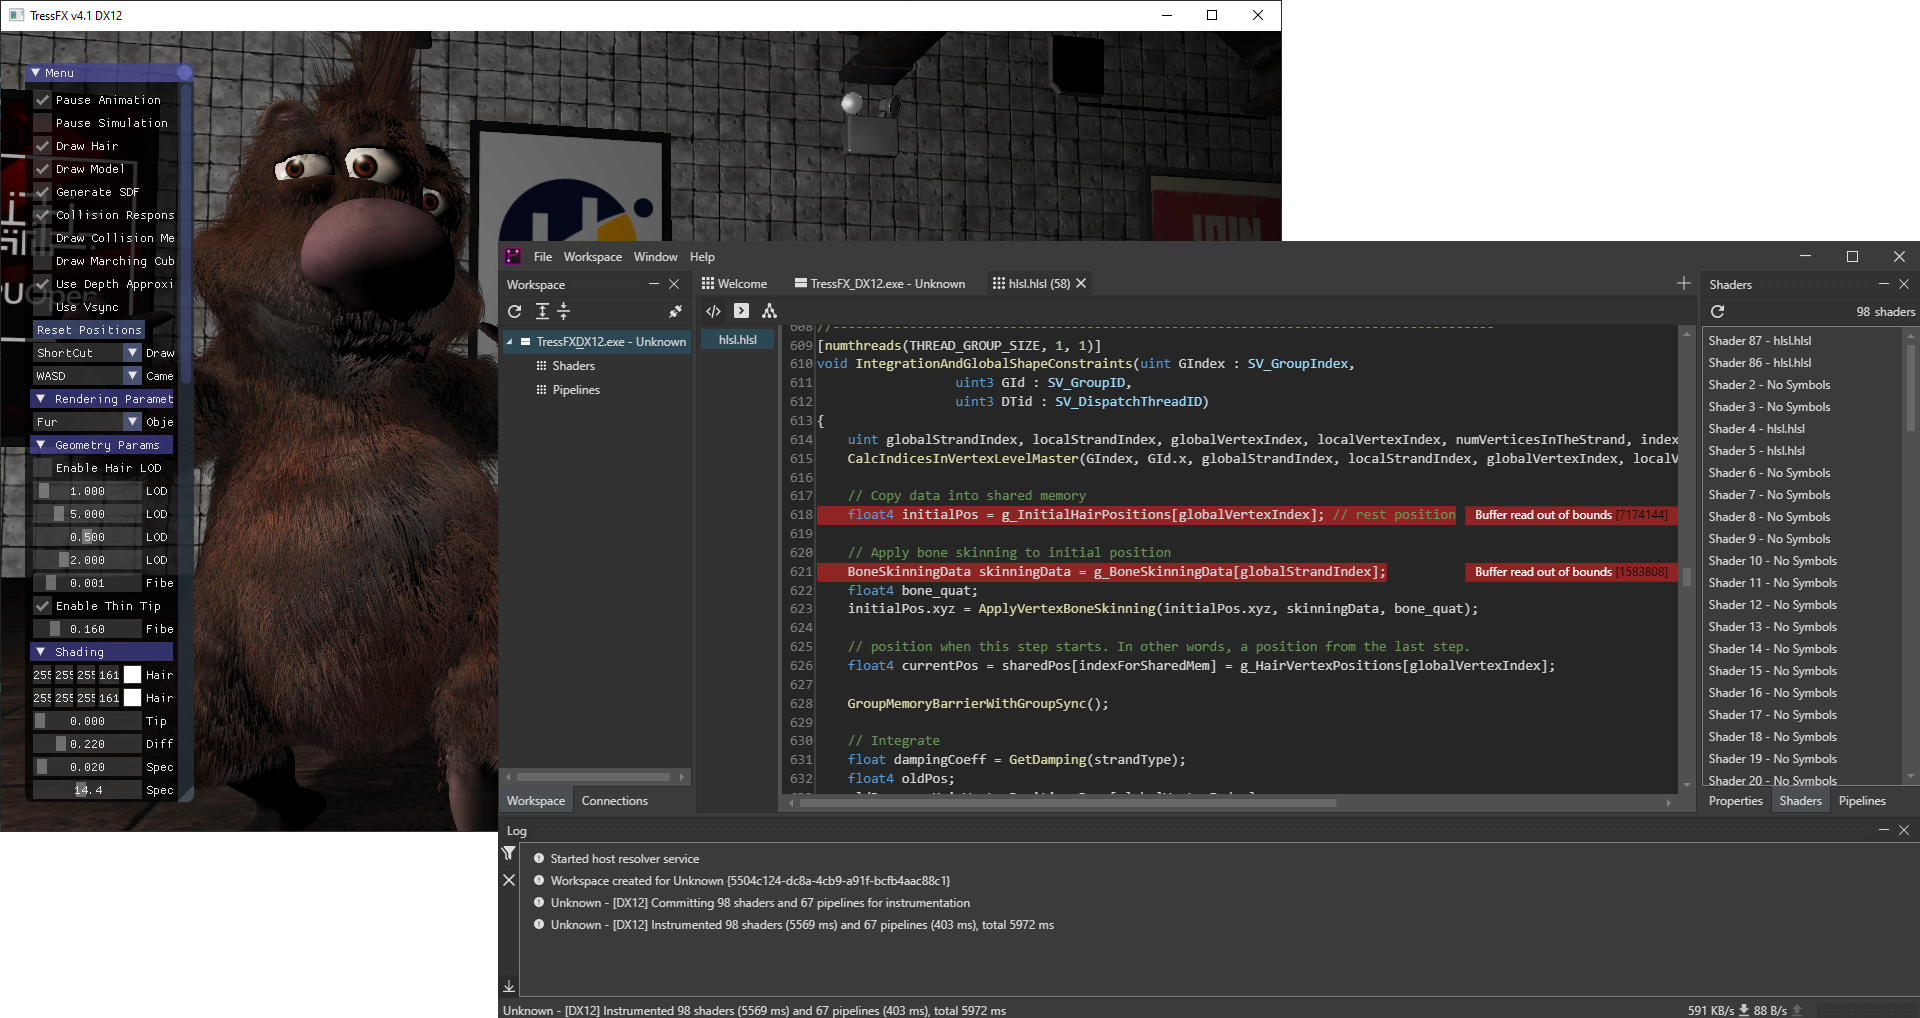 TressFX v4.1 DX12
Menu
Pause Animation
Pause Simulation
Draw Hair
Draw Model
Generate SDF
Collision Respons
Draw Collision Me
Draw Marching Cub
Use Depth Approxi
Use Vsync
Reset Positions
ShortCut Draw
WASD Came
Rendering Paramet
Fur Obje
Geometry Params
Enable Hair LOD
1.000 LOD
5.000 LOD
0.500 LOD
2.000 LOD
0.001 Fibe
Enable Thin Tip
0.160 Fibe
Shading
255 255 255 161 Hair
255 255 255 161 Hair
0.000 Tip
0.220 Diff
0.020 Spec
14.4 Spec
JOIN
File Workspace Window Help
Workspace
TressFX_DX12.exe - Unknown
Shaders
Pipelines
Workspace Connections
Welcome TressFX_DX12.exe - Unknown hlsl.hlsl (58)
hlsl.hlsl
608 //--------------------------------------------------------------------------------------
609 [numthreads(THREAD_GROUP_SIZE, 1, 1)]
610 void IntegrationAndGlobalShapeConstraints(uint GIndex : SV_GroupIndex,
611 uint3 GId : SV_GroupID,
612 uint3 DTid : SV_DispatchThreadID)
613 {
614 uint globalStrandIndex, localStrandIndex, globalVertexIndex, localVertexIndex, numVerticesInTheStrand, index
615 CalcIndicesInVertexLevelMaster(GIndex, GId.x, globalStrandIndex, localStrandIndex, globalVertexIndex, localV
616
617 // Copy data into shared memory
618 float4 initialPos = g_InitialHairPositions[globalVertexIndex]; // rest position Buffer read out of bounds [7174144]
619
620 // Apply bone skinning to initial position
621 BoneSkinningData skinningData = g_BoneSkinningData[globalStrandIndex]; Buffer read out of bounds [1583808]
622 float4 bone_quat;
623 initialPos.xyz = ApplyVertexBoneSkinning(initialPos.xyz, skinningData, bone_quat);
624
625 // position when this step starts. In other words, a position from the last step.
626 float4 currentPos = sharedPos[indexForSharedMem] = g_HairVertexPositions[globalVertexIndex];
627
628 GroupMemoryBarrierWithGroupSync();
629
630 // Integrate
631 float dampingCoeff = GetDamping(strandType);
632 float4 oldPos;
Shaders
98 shaders
Shader 87 - hlsl.hlsl
Shader 86 - hlsl.hlsl
Shader 2 - No Symbols
Shader 3 - No Symbols
Shader 4 - hlsl.hlsl
Shader 5 - hlsl.hlsl
Shader 6 - No Symbols
Shader 7 - No Symbols
Shader 8 - No Symbols
Shader 9 - No Symbols
Shader 10 - No Symbols
Shader 11 - No Symbols
Shader 12 - No Symbols
Shader 13 - No Symbols
Shader 14 - No Symbols
Shader 15 - No Symbols
Shader 16 - No Symbols
Shader 17 - No Symbols
Shader 18 - No Symbols
Shader 19 - No Symbols
Shader 20 - No Symbols
Properties Shaders Pipelines
Log
Started host resolver service
Workspace created for Unknown {5504c124-dc8a-4cb9-a91f-bcfb4aac88c1}
Unknown - [DX12] Committing 98 shaders and 67 pipelines for instrumentation
Unknown - [DX12] Instrumented 98 shaders (5569 ms) and 67 pipelines (403 ms), total 5972 ms
Unknown - [DX12] Instrumented 98 shaders (5569 ms) and 67 pipelines (403 ms), total 5972 ms
591 KB/s 88 B/s